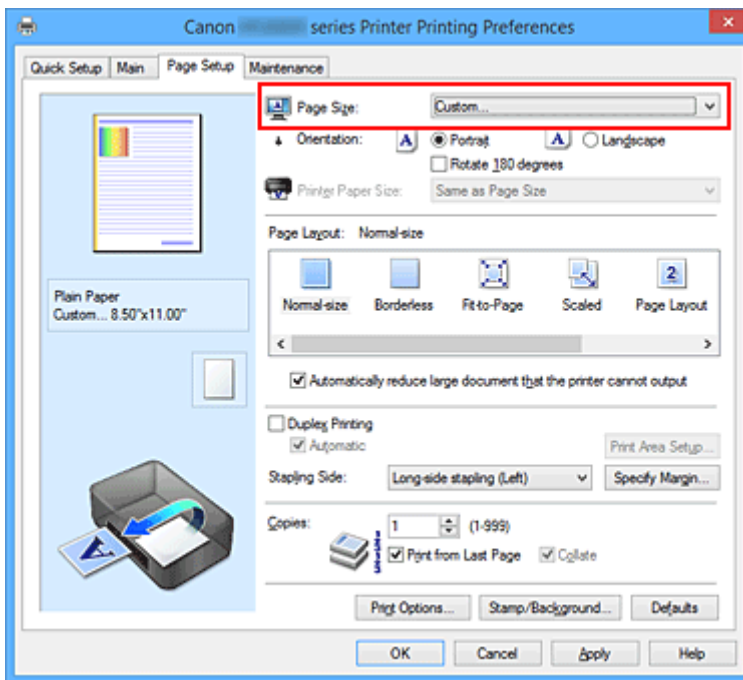 Canon series Printer Printing Preferences
Quick Setup Main Page Setup Maintenance
Page Size: Custom...
Orientation: A Portrait A Landscape
Rotate 180 degrees
Printer Paper Size: Same as Page Size
Page Layout: Normal-size
2
Normal-size Borderless Fit-to-Page Scaled Page Layout
Plain Paper
Custom... 8.50"x11.00"
Automatically reduce large document that the printer cannot output
Duplex Printing
Automatic
Print Area Setup...
Stapling Side: Long-side stapling (Left) Specify Margin...
Copies: 1 (1-999)
Print from Last Page Collate
A
Print Options... Stamp/Background... Defaults
OK Cancel Apply Help